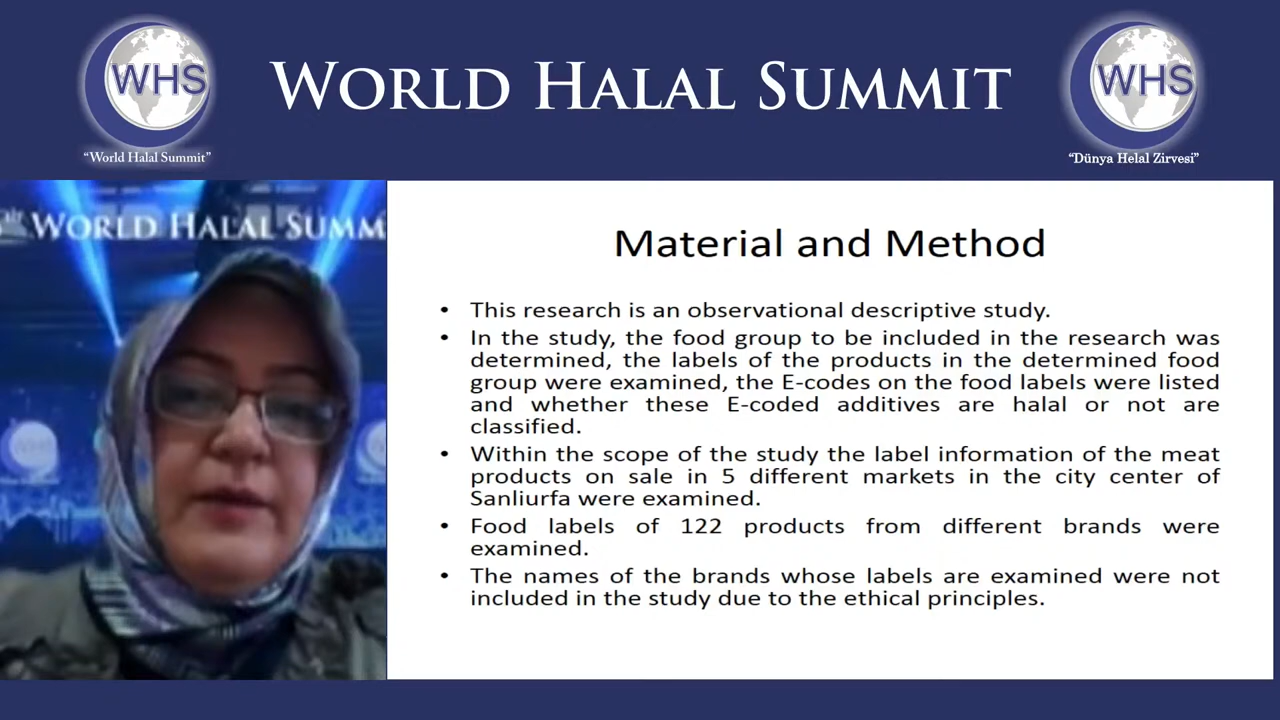 WHS
WORLD HALAL SUMMIT
WHS
“World Halal Summit”
“Dünya Helal Zirvesi”
WORLD HALAL SUMM
WHS
Material and Method
• This research is an observational descriptive study.
• In the study, the food group to be included in the research was
determined, the labels of the products in the determined food
group were examined, the E-codes on the food labels were listed
and whether these E-coded additives are halal or not are
classified.
• Within the scope of the study the label information of the meat
products on sale in 5 different markets in the city center of
Sanliurfa were examined.
• Food labels of 122 products from different brands were
examined.
• The names of the brands whose labels are examined were not
included in the study due to the ethical principles.